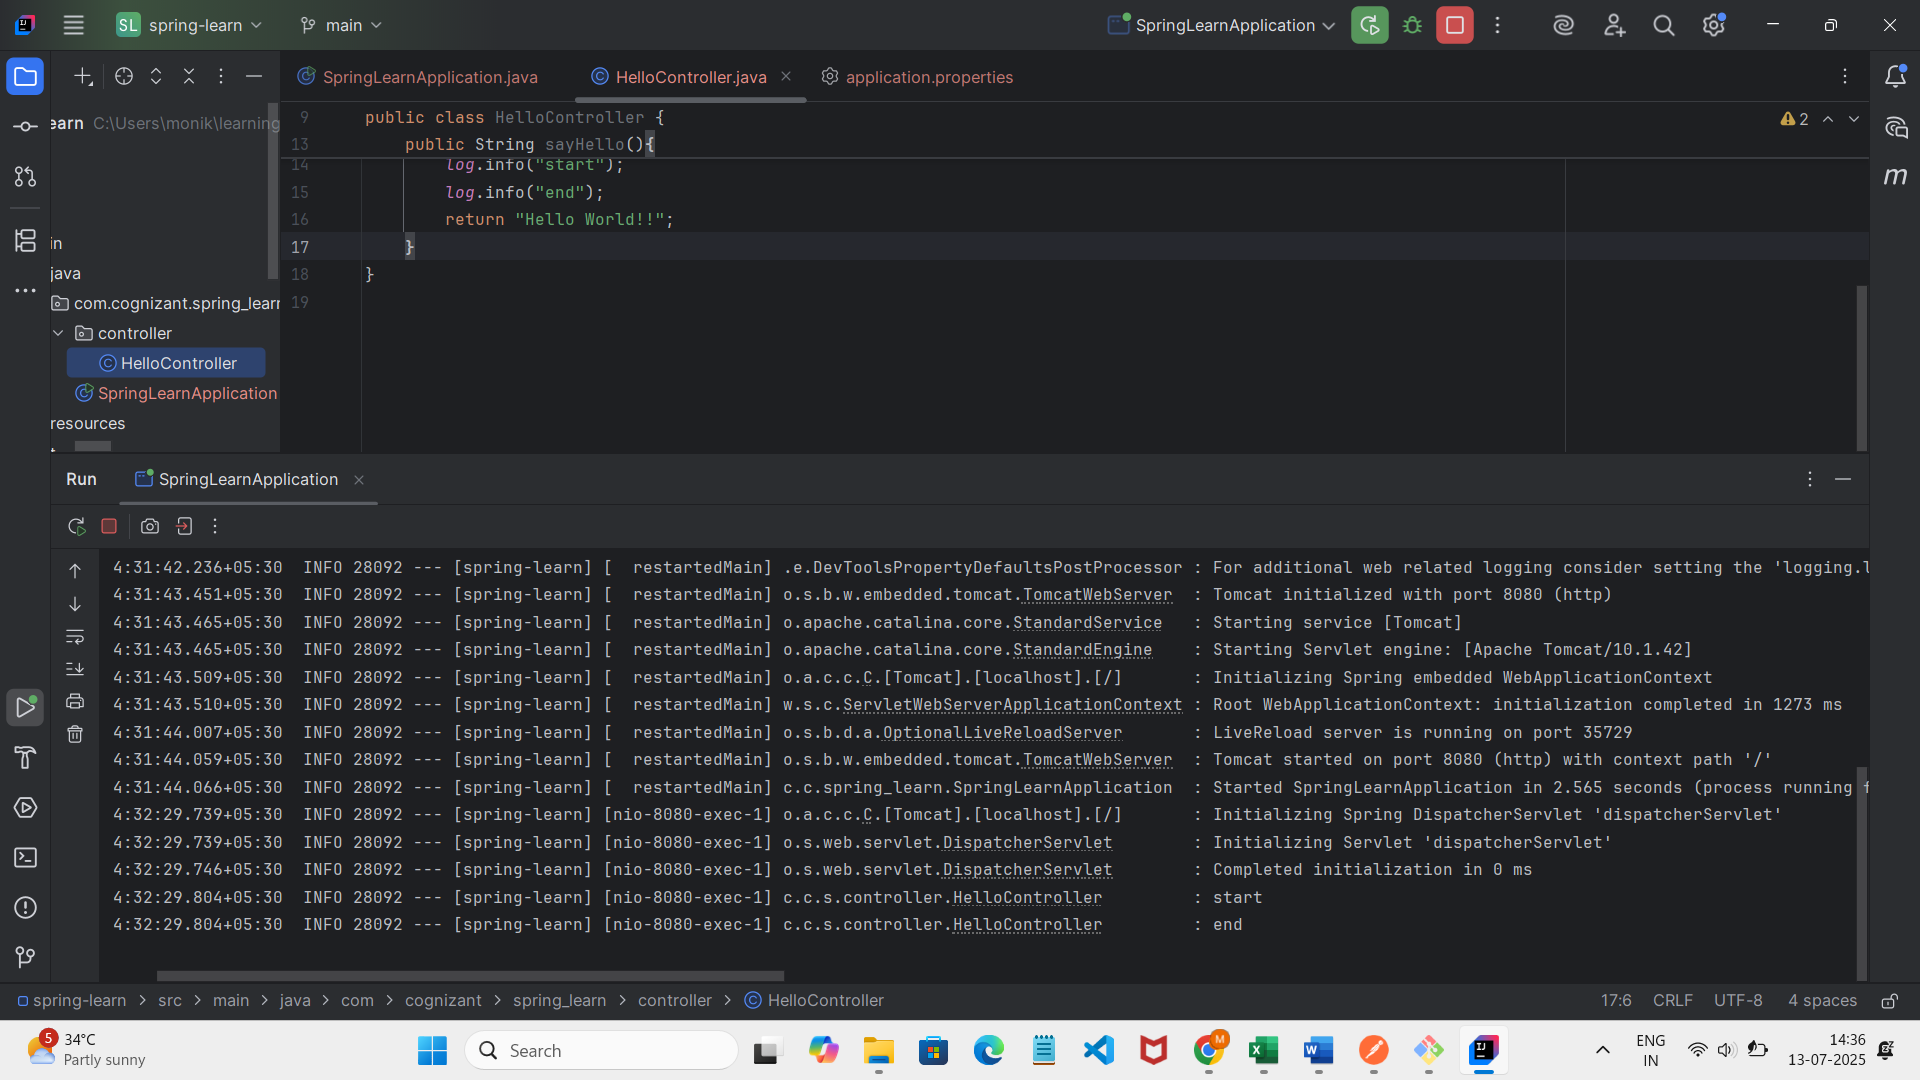 SL spring-learn main SpringLearnApplication
SpringLearnApplication.java HelloController.java application.properties
earn C:\Users\monik\learning
in
java
com.cognizant.spring_learn
controller
HelloController
SpringLearnApplication
resources
9 public class HelloController {
13 public String sayHello(){
14 log.info("start");
15 log.info("end");
16 return "Hello World!!";
17 }
18 }
19
2
Run SpringLearnApplication
4:31:42.236+05:30 INFO 28092 --- [spring-learn] [ restartedMain] .e.DevToolsPropertyDefaultsPostProcessor : For additional web related logging consider setting the 'logging.l
4:31:43.451+05:30 INFO 28092 --- [spring-learn] [ restartedMain] o.s.b.w.embedded.tomcat.TomcatWebServer : Tomcat initialized with port 8080 (http)
4:31:43.465+05:30 INFO 28092 --- [spring-learn] [ restartedMain] o.apache.catalina.core.StandardService : Starting service [Tomcat]
4:31:43.465+05:30 INFO 28092 --- [spring-learn] [ restartedMain] o.apache.catalina.core.StandardEngine : Starting Servlet engine: [Apache Tomcat/10.1.42]
4:31:43.509+05:30 INFO 28092 --- [spring-learn] [ restartedMain] o.a.c.c.C.[Tomcat].[localhost].[/] : Initializing Spring embedded WebApplicationContext
4:31:43.510+05:30 INFO 28092 --- [spring-learn] [ restartedMain] w.s.c.ServletWebServerApplicationContext : Root WebApplicationContext: initialization completed in 1273 ms
4:31:44.007+05:30 INFO 28092 --- [spring-learn] [ restartedMain] o.s.b.d.a.OptionalLiveReloadServer : LiveReload server is running on port 35729
4:31:44.059+05:30 INFO 28092 --- [spring-learn] [ restartedMain] o.s.b.w.embedded.tomcat.TomcatWebServer : Tomcat started on port 8080 (http) with context path '/'
4:31:44.066+05:30 INFO 28092 --- [spring-learn] [ restartedMain] c.c.spring_learn.SpringLearnApplication : Started SpringLearnApplication in 2.565 seconds (process running f
4:32:29.739+05:30 INFO 28092 --- [spring-learn] [nio-8080-exec-1] o.a.c.c.C.[Tomcat].[localhost].[/] : Initializing Spring DispatcherServlet 'dispatcherServlet'
4:32:29.739+05:30 INFO 28092 --- [spring-learn] [nio-8080-exec-1] o.s.web.servlet.DispatcherServlet : Initializing Servlet 'dispatcherServlet'
4:32:29.746+05:30 INFO 28092 --- [spring-learn] [nio-8080-exec-1] o.s.web.servlet.DispatcherServlet : Completed initialization in 0 ms
4:32:29.804+05:30 INFO 28092 --- [spring-learn] [nio-8080-exec-1] c.c.s.controller.HelloController : start
4:32:29.804+05:30 INFO 28092 --- [spring-learn] [nio-8080-exec-1] c.c.s.controller.HelloController : end
spring-learn > src > main > java > com > cognizant > spring_learn > controller > HelloController 17:6 CRLF UTF-8 4 spaces
5 34°C
Partly sunny
Search
ENG
IN
14:36
13-07-2025